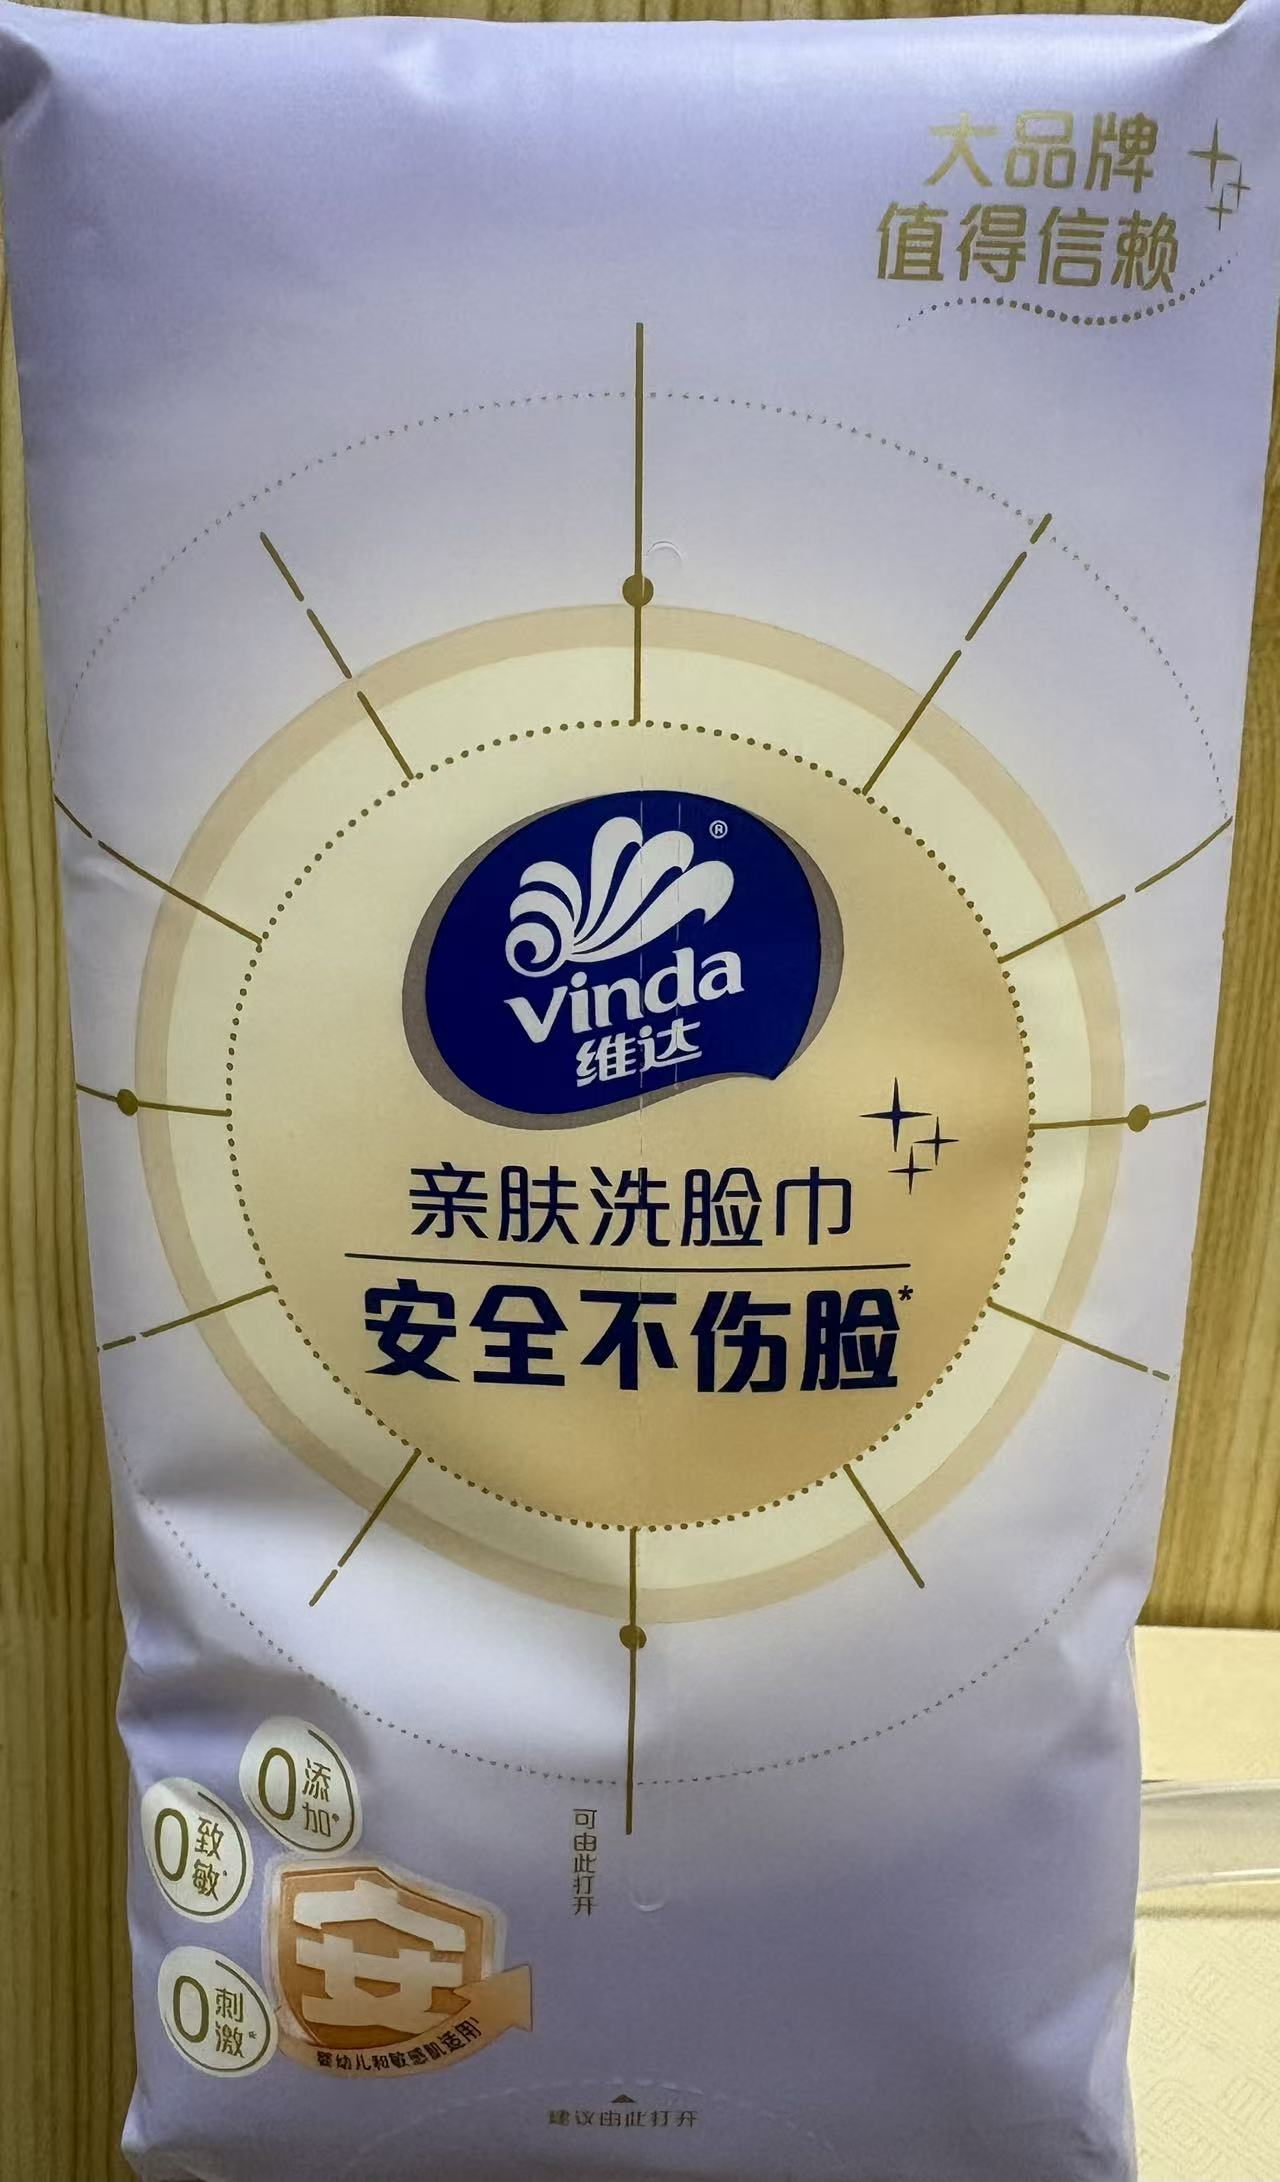 大品牌
值得信赖
®
vinda
维达
亲肤洗脸巾
安全不伤脸*
0添加*
0致敏*
0刺激*
安
婴幼儿和敏感肌适用*
可由此打开
建议由此打开